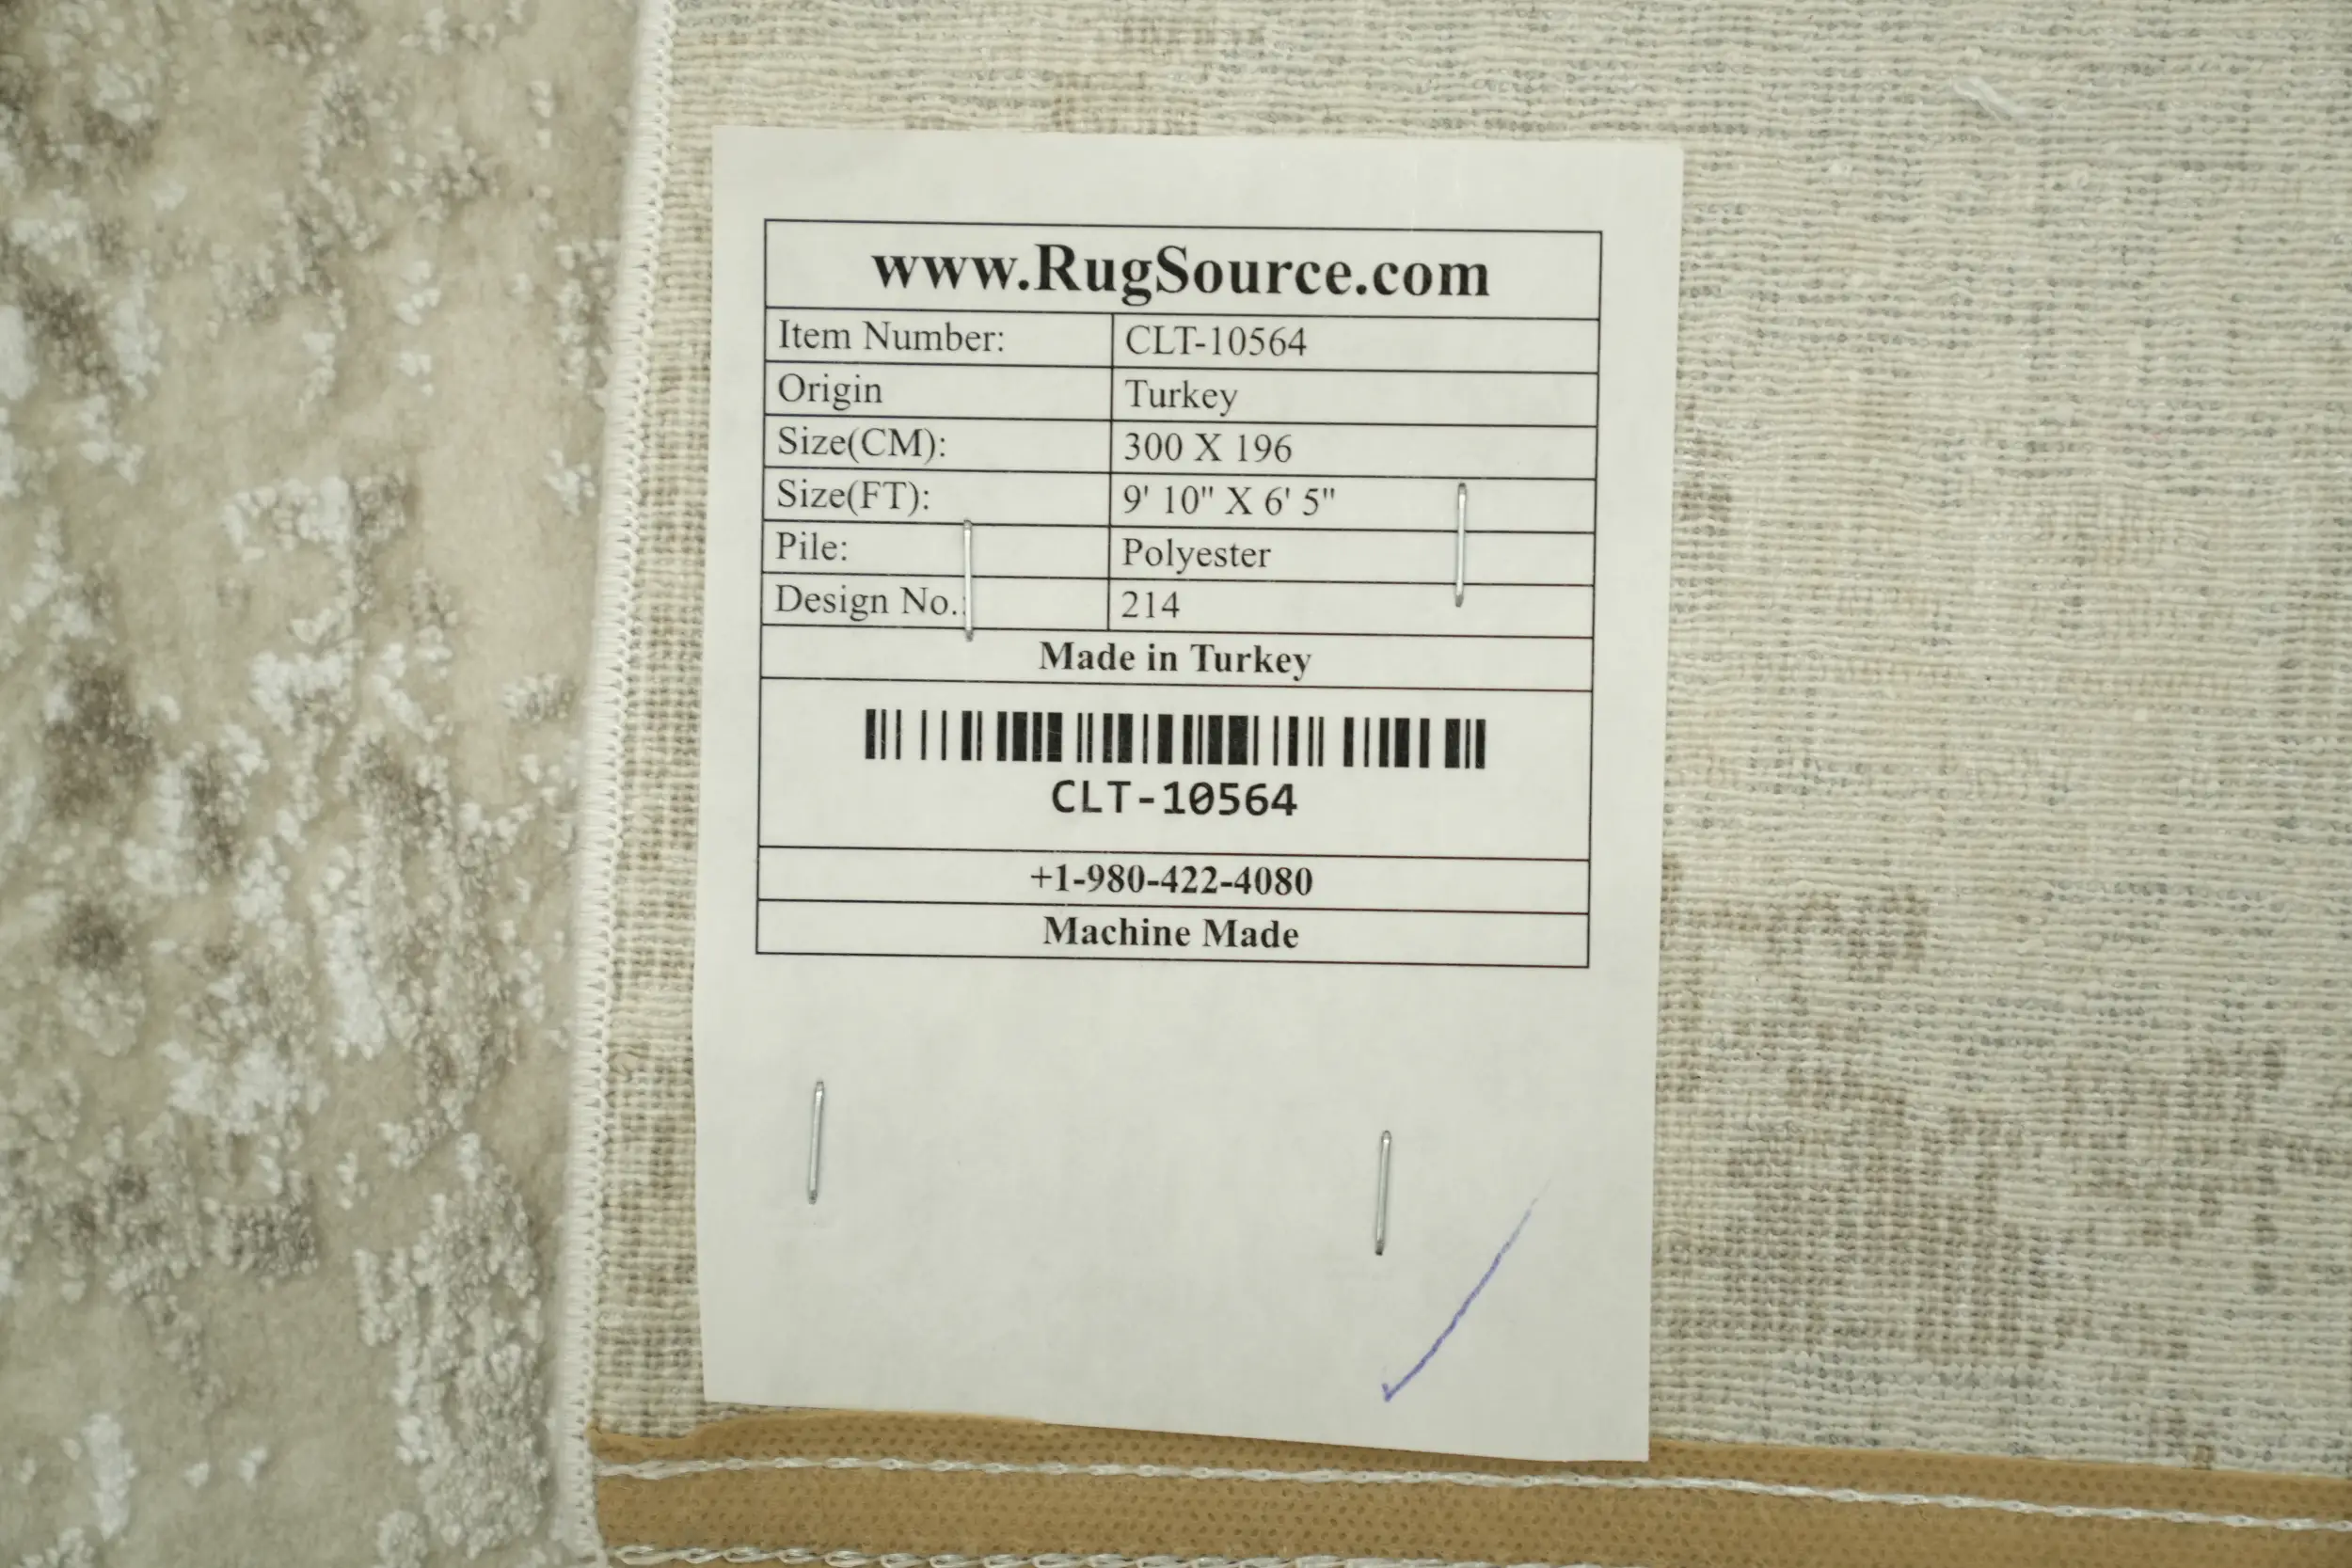 www.RugSource.com
Item Number: CLT-10564
Origin Turkey
Size(CM): 300 X 196
Size(FT): 9' 10" X 6' 5"
Pile: Polyester
Design No.: 214
Made in Turkey
CLT-10564
+1-980-422-4080
Machine Made